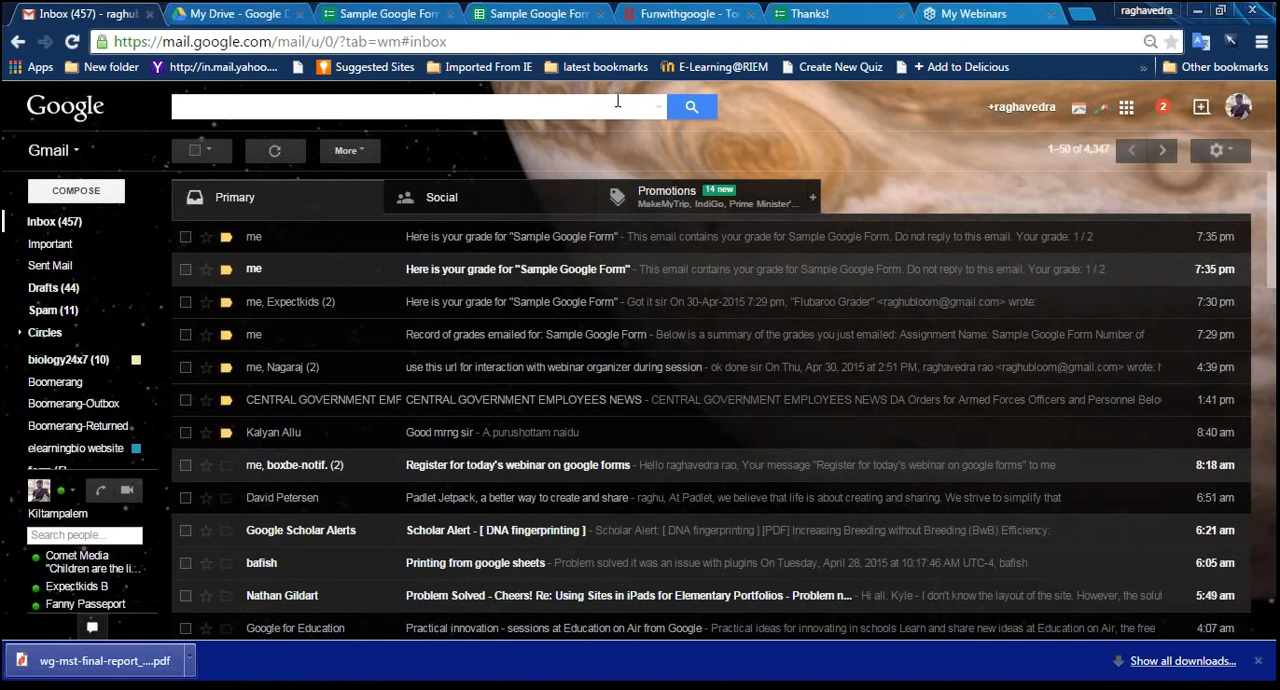 Inbox (457) - raghu
My Drive - Google D
Sample Google For
Sample Google For
Funwithgoogle - To
Thanks!
My Webinars
raghavedra
https://mail.google.com/mail/u/0/?tab=wm#inbox
Apps New folder http://in.mail.yahoo.... Suggested Sites Imported From IE latest bookmarks E-Learning@RIEM Create New Quiz + Add to Delicious » Other bookmarks
Google
+raghavedra 2
Gmail
More
1–50 of 4,347
COMPOSE
Inbox (457)
Important
Sent Mail
Drafts (44)
Spam (11)
Circles
biology24x7 (10)
Boomerang
Boomerang-Outbox
Boomerang-Returned
elearningbio website
Kiltampalem
Search people...
Comet Media
"Children are the li...
Expectkids B
Fanny Passeport
Primary
Social
Promotions 14 new
MakeMyTrip, IndiGo, Prime Minister'...
+
me Here is your grade for "Sample Google Form" - This email contains your grade for Sample Google Form. Do not reply to this email. Your grade: 1 / 2 7:35 pm
me Here is your grade for "Sample Google Form" - This email contains your grade for Sample Google Form. Do not reply to this email. Your grade: 1 / 2 7:35 pm
me, Expectkids (2) Here is your grade for "Sample Google Form" - Got it sir On 30-Apr-2015 7:29 pm, "Flubaroo Grader" <raghubloom@gmail.com> wrote: 7:30 pm
me Record of grades emailed for: Sample Google Form - Below is a summary of the grades you just emailed: Assignment Name: Sample Google Form Number of 7:29 pm
me, Nagaraj (2) use this url for interaction with webinar organizer during session - ok done sir On Thu, Apr 30, 2015 at 2:51 PM, raghavedra rao <raghubloom@gmail.com> wrote: 4:39 pm
CENTRAL GOVERNMENT EMF CENTRAL GOVERNMENT EMPLOYEES NEWS - CENTRAL GOVERNMENT EMPLOYEES NEWS DA Orders for Armed Forces Officers and Personnel Belo 1:41 pm
Kalyan Allu Good mrng sir - A.purushottam naidu 8:40 am
me, boxbe-notif. (2) Register for today's webinar on google forms - Hello raghavedra rao, Your message "Register for today's webinar on google forms" to me 8:18 am
David Petersen Padlet Jetpack, a better way to create and share - raghu, At Padlet, we believe that life is about creating and sharing. We strive to simplify that 6:51 am
Google Scholar Alerts Scholar Alert - [ DNA fingerprinting ] - Scholar Alert: [ DNA fingerprinting ] [PDF] Increasing Breeding without Breeding (BwB) Efficiency: 6:21 am
bafish Printing from google sheets - Problem solved it was an issue with plugins On Tuesday, April 28, 2015 at 10:17:46 AM UTC-4, bafish 6:05 am
Nathan Gildart Problem Solved - Cheers! Re: Using Sites in iPads for Elementary Portfolios - Problem n... - Hi all. Kyle - I don't know the layout of the site. However, the solut 5:49 am
Google for Education Practical innovation - sessions at Education on Air from Google - Practical ideas for innovating in schools Learn and share new ideas at Education on Air, the free 4:07 am
wg-mst-final-report_....pdf
Show all downloads...